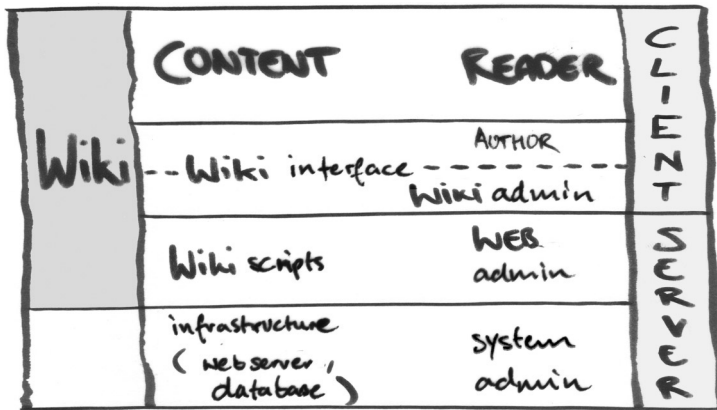 CONTENT READER
AUTHOR
Wiki Wiki interface
Wiki admin
Wiki scripts WEB
admin
infrastructure system
(webserver, admin
database)
CLIENT
SERVER